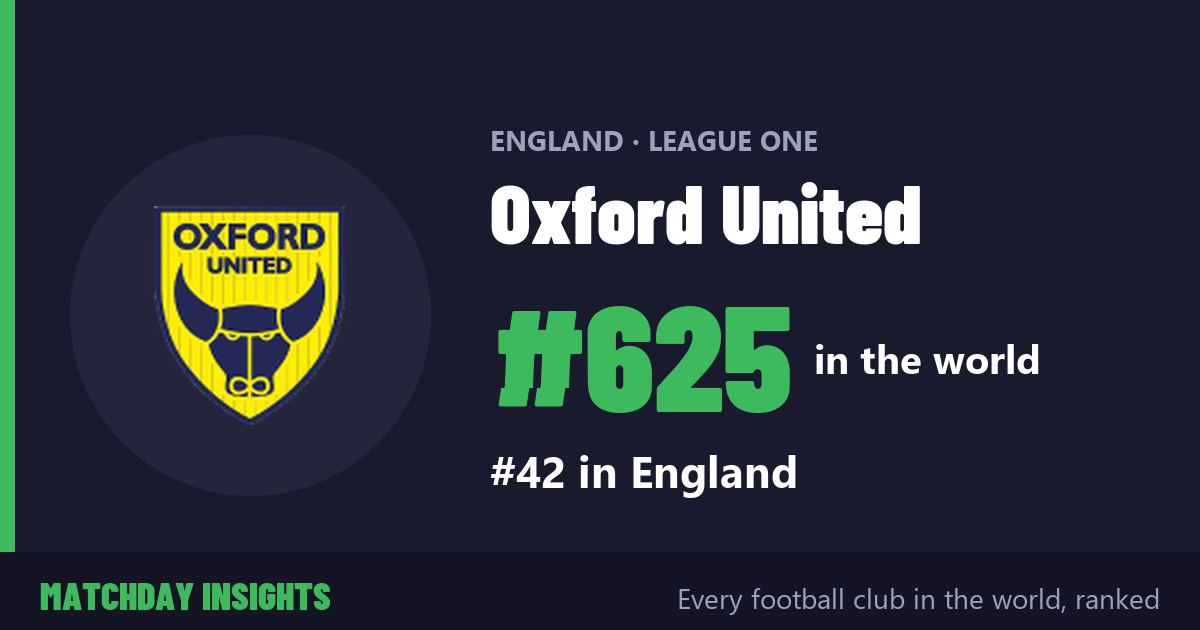 OXFORD
UNITED
ENGLAND · LEAGUE ONE
Oxford United
#625 in the world
#42 in England
MATCHDAY INSIGHTS
Every football club in the world, ranked